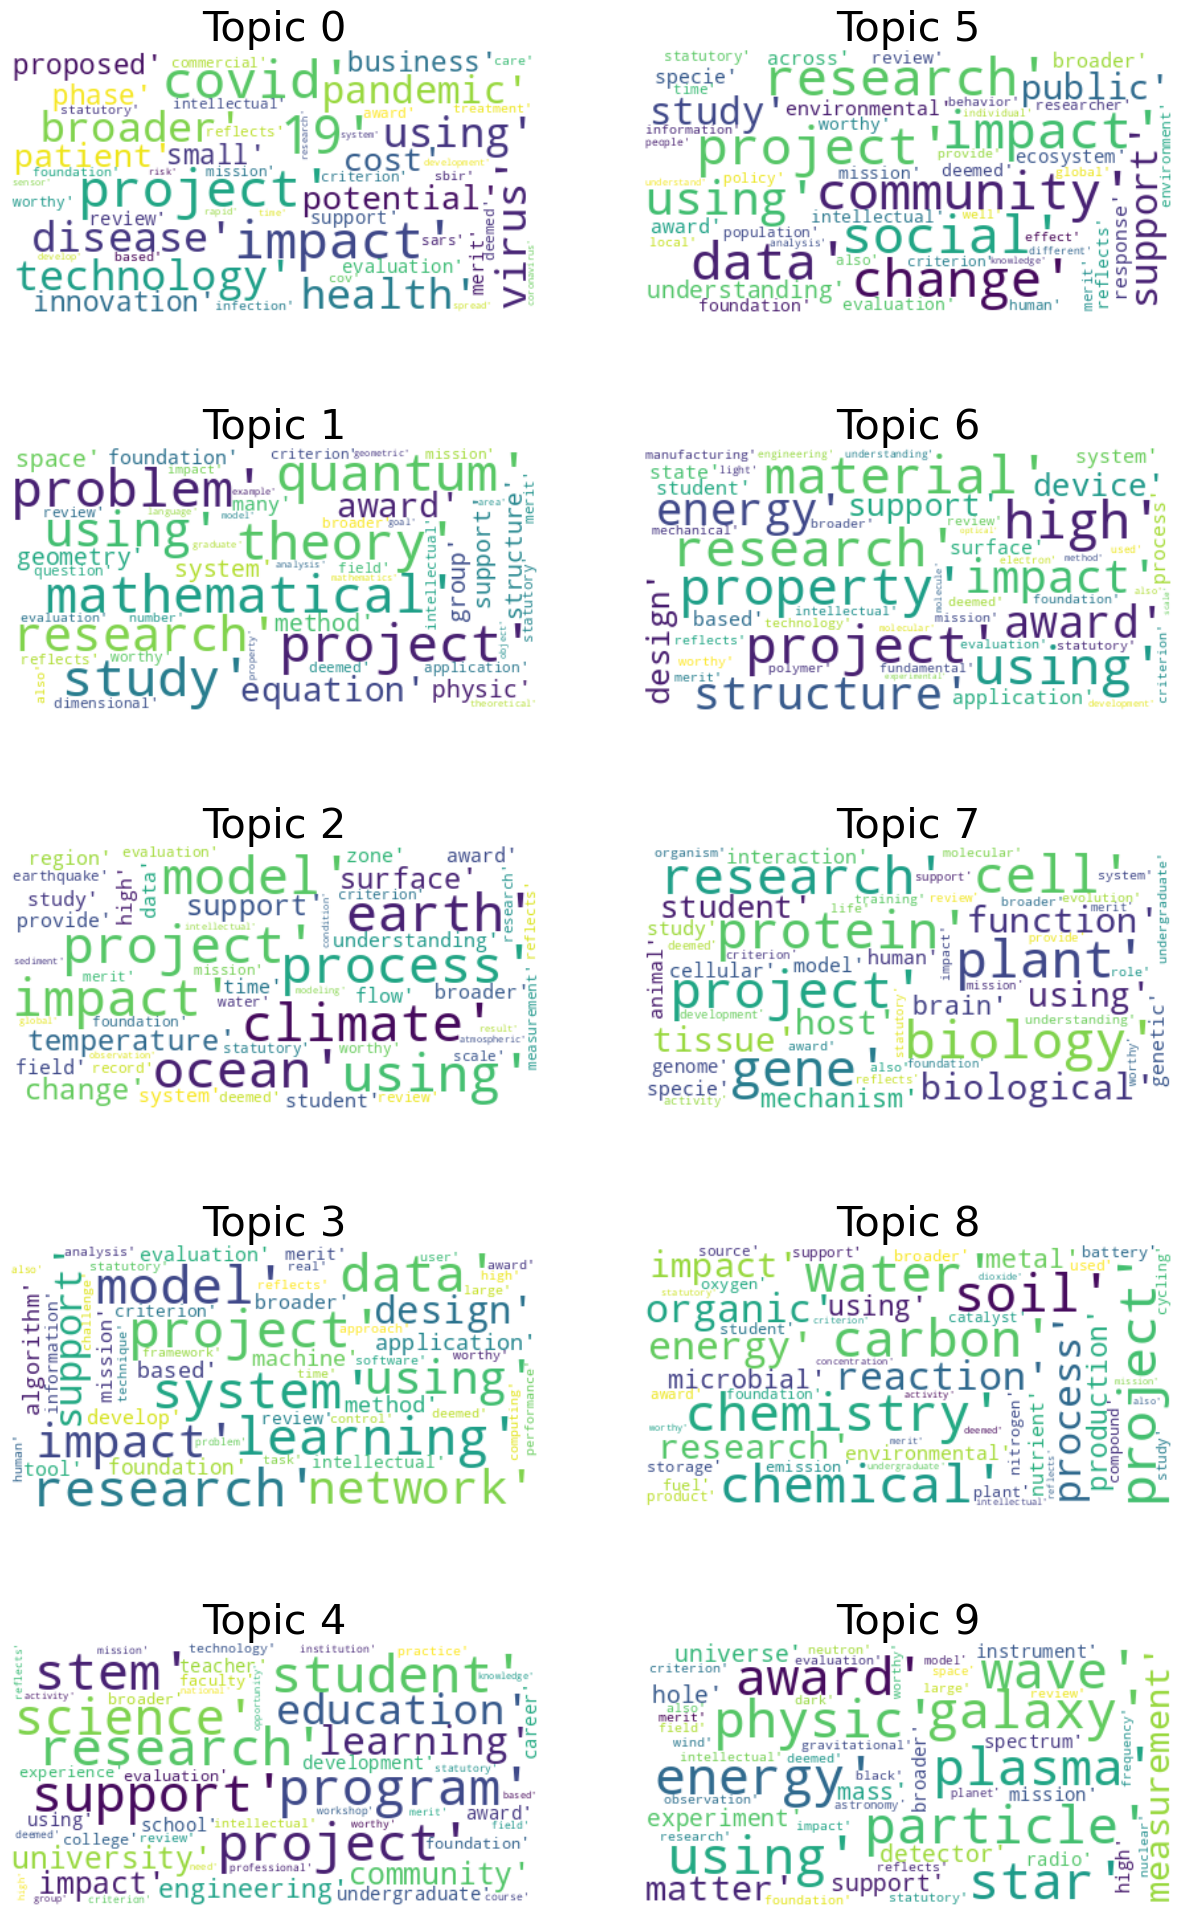 Topic 0
proposed' commercial' business' care'
phase' covid' pandemic'
statutory' intellectual' award' treatment'
broader' reflects' 19' research' system' using'
patient' small' cost' development'
foundation' risk' mission' criterion' sbir'
sensor' project' potential'
worthy' rapid' time' support'
review' disease' impact' sars' merit' deemed' virus' coronavirus'
develop' based' evaluation'
technology' cov' health'
innovation' infection' spread'
Topic 5
statutory' across' review' broader'
specie' research' public'
time' study' environmental' behavior' researcher' individual'
information' worthy' impact'
people' project' provide' ecosystem' support' environment'
understand' policy' mission' deemed' global'
using' community'
award' population' intellectual' well' response' reflects' merit'
local' analysis' social' effect' different'
data' also' criterion' knowledge'
understanding' change'
foundation' evaluation' human'
Topic 1
space' foundation' criterion' geometric' mission'
impact' quantum'
problem' example' award' area' merit'
review' language' many' structure'
using' model' broader' goal' support'
geometry' graduate' theory' group' intellectual' statutory'
question' system' analysis' field'
mathematics'
mathematical'
evaluation' number' method'
research' property' project' object'
reflects' worthy' deemed' application'
also' study' equation' physic'
dimensional' theoretical'
Topic 6
manufacturing' engineering' understanding' system'
state' light' material' device'
student' energy' support' high' process'
mechanical' broader' review' optical'
research' surface' electron' method' used'
design' property' molecule' impact' also' scale'
based' intellectual' deemed' foundation'
technology' molecular' mission' award'
reflects' project' evaluation' statutory'
worthy' polymer' fundamental' using' criterion'
merit' experimental'
structure' application' development'
Topic 2
region' evaluation' zone' award'
earthquake' model' surface' research' reflects'
study' high' data' support' criterion'
provide' intellectual' condition' earth'
project' understanding'
sediment' mission' process'
merit' time' modeling' flow' broader' measurement'
impact' water'
global' foundation' climate' result'
temperature' statutory' worthy' atmospheric'
field' observation' ocean' scale'
record' using'
change' system' deemed' student' review'
Topic 7
organism' interaction' molecular'
research' support' cell' system' undergraduate'
student' training' review' evolution'
life' broader' merit'
study' protein' function'
deemed' criterion' impact' provide'
animal' cellular' model' human' plant' role'
project' mission' using'
development' host' statutory' brain' genetic'
tissue' award' understanding'
genome' gene' also' biology' worthy'
specie' reflects' foundation'
activity' mechanism' biological'
Topic 3
analysis' evaluation' merit' user' award'
also' statutory' real' data' high'
model' reflects' large'
algorithm' information' support' challenge' criterion' broader' design'
mission' technique' project' approach' application'
framework' machine' software' worthy'
based' time' using' performance'
system' method'
develop' review' control' deemed' computing'
impact' problem' learning'
human' tool' foundation' task' intellectual'
research' network'
Topic 8
source' support' broader' metal' battery'
impact' water' used' cycling'
statutory' oxygen' dioxide' soil'
organic' using' catalyst'
student' criterion' project'
energy' carbon' process' production'
microbial' concentration' reaction'
award' foundation' activity' mission'
worthy' chemistry' deemed' also'
research' merit' environmental' nitrogen' nutrient' compound' study'
storage' emission' undergraduate' reflects'
fuel' chemical' plant'
product' intellectual'
Topic 4
reflects' mission' technology' institution' practice'
stem' teacher' student' knowledge'
activity' faculty' national' opportunity'
broader' education' career'
science' research' learning'
experience' evaluation' development' statutory'
support' program' based'
using' workshop' merit' award' field'
deemed' school' intellectual' worthy'
college' review' project' foundation'
university' need' professional' community'
high' impact' engineering' undergraduate' course'
group' criterion'
Topic 9
universe' neutron' instrument'
criterion' evaluation' award' worthy' model' wave'
hole' space' review' measurement'
also' dark' large' galaxy'
merit' physic'
field' spectrum' frequency'
wind' gravitational' broader'
intellectual' deemed' plasma'
energy' black' planet' mission'
observation' mass' astronomy'
experiment' impact' particle'
research' detector' radio' nuclear'
using' reflects' high'
matter' support' star'
foundation' statutory'